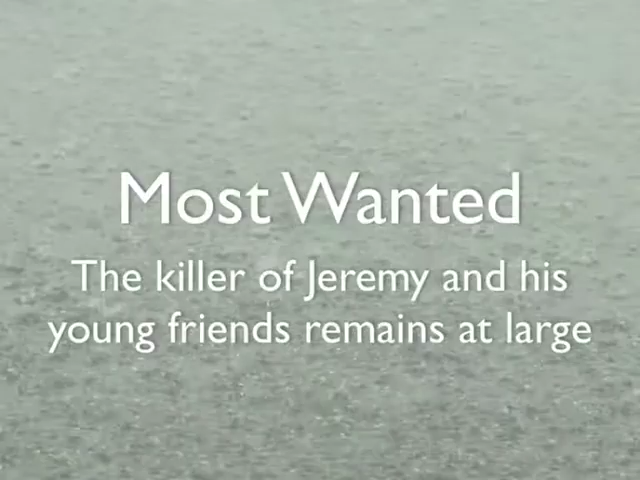 Most Wanted
The killer of Jeremy and his
young friends remains at large